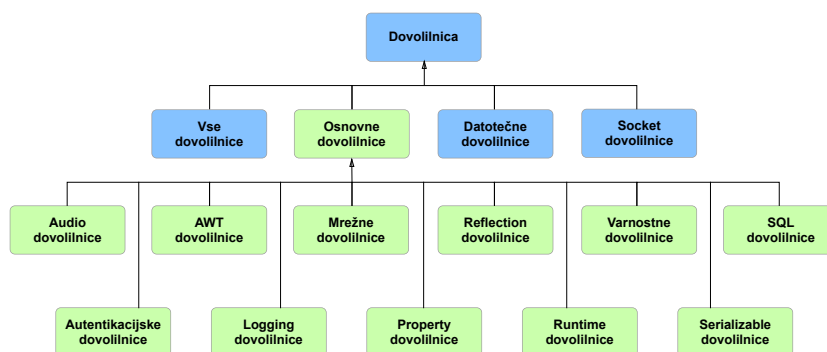 Dovolilnica
Vse
dovolilnice
Osnovne
dovolilnice
Datotečne
dovolilnice
Socket
dovolilnice
Audio
dovolilnice
AWT
dovolilnice
Mrežne
dovolilnice
Reflection
dovolilnice
Varnostne
dovolilnice
SQL
dovolilnice
Autentikacijske
dovolilnice
Logging
dovolilnice
Property
dovolilnice
Runtime
dovolilnice
Serializable
dovolilnice